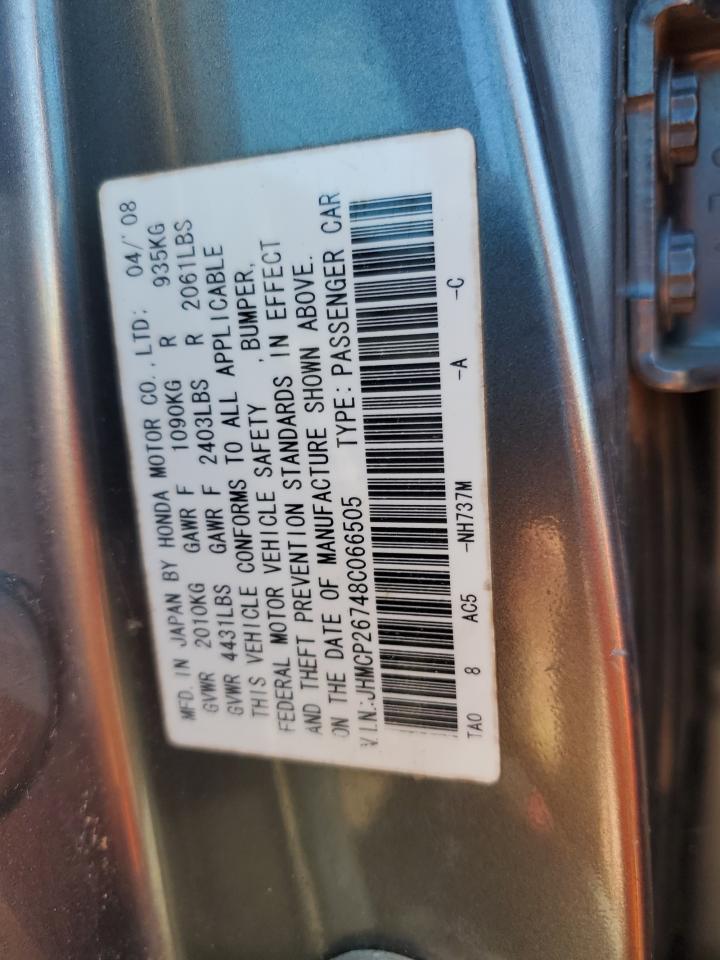 MFD. IN JAPAN BY HONDA MOTOR CO., LTD: 04/'08
GVWR 2010KG GAWR F 1090KG R 935KG
GVWR 4431LBS GAWR F 2403LBS R 2061LBS
THIS VEHICLE CONFORMS TO ALL APPLICABLE
FEDERAL MOTOR VEHICLE SAFETY , BUMPER,
AND THEFT PREVENTION STANDARDS IN EFFECT
ON THE DATE OF MANUFACTURE SHOWN ABOVE.
V.I.N.:JHMCP26748C066505 TYPE: PASSENGER CAR
TA0 8 AC5 -NH737M -A -C